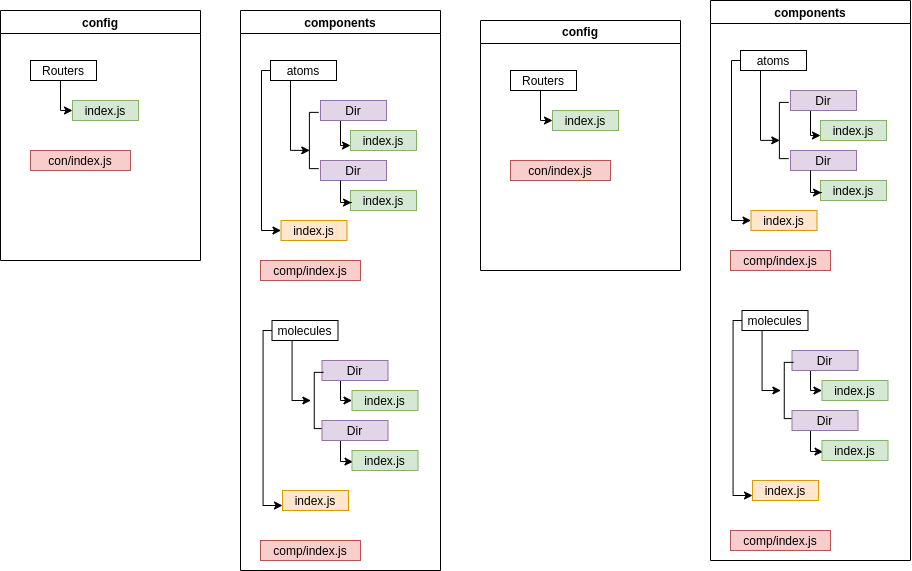 config
Routers
index.js
con/index.js
components
atoms
Dir
index.js
Dir
index.js
index.js
comp/index.js
molecules
Dir
index.js
Dir
index.js
index.js
comp/index.js
config
Routers
index.js
con/index.js
components
atoms
Dir
index.js
Dir
index.js
index.js
comp/index.js
molecules
Dir
index.js
Dir
index.js
index.js
comp/index.js